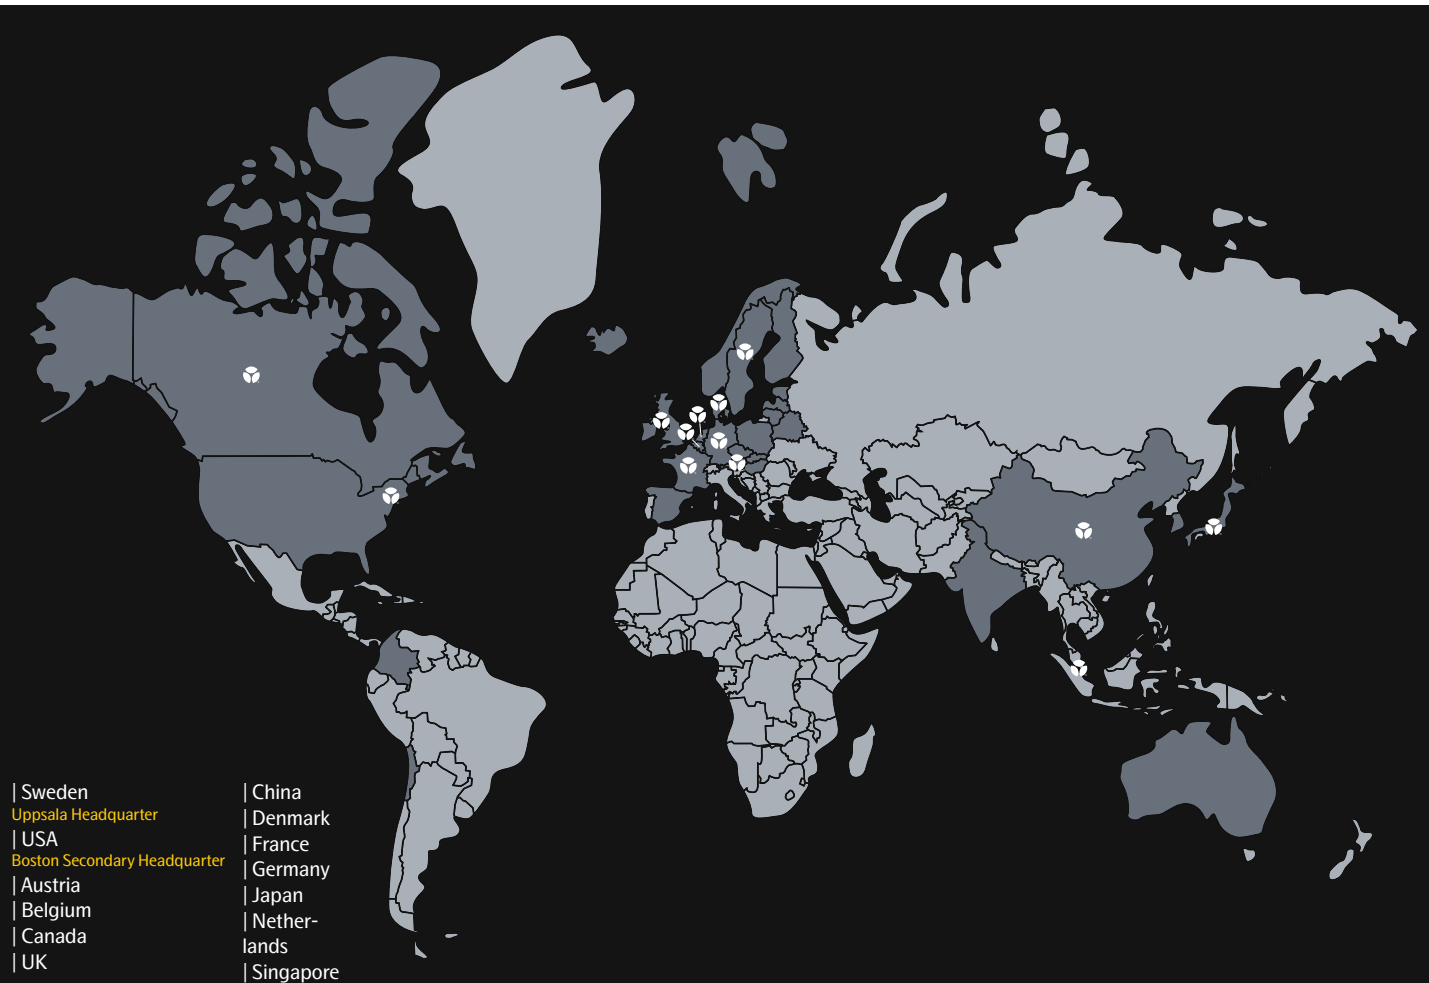 | Sweden
Uppsala Headquarter
| USA
Boston Secondary Headquarter
| Austria
| Belgium
| Canada
| UK
| China
| Denmark
| France
| Germany
| Japan
| Nether-
lands
| Singapore